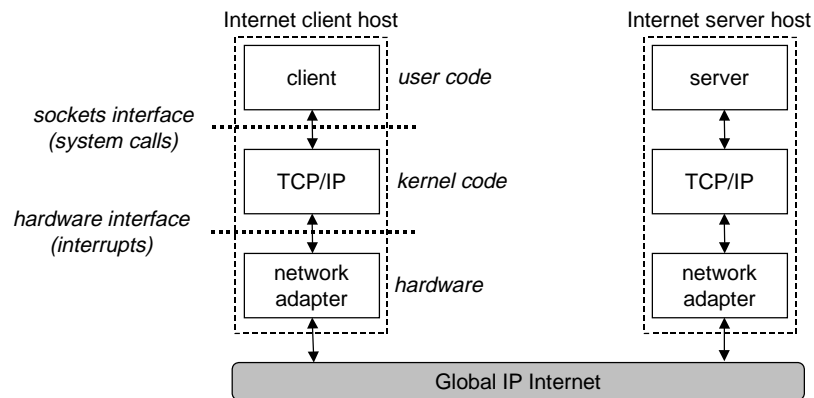 Internet client host
Internet server host
client
user code
server
sockets interface
(system calls)
TCP/IP
kernel code
TCP/IP
hardware interface
(interrupts)
network
adapter
hardware
network
adapter
Global IP Internet